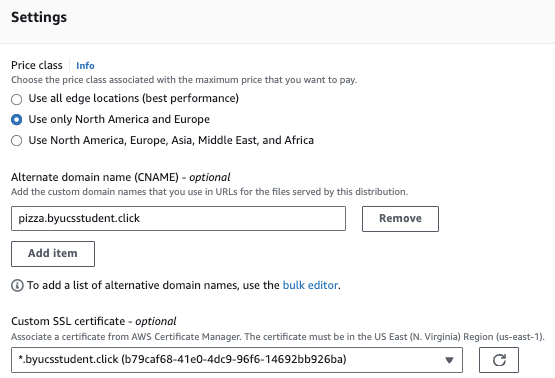 Settings
Price class Info
Choose the price class associated with the maximum price that you want to pay.
Use all edge locations (best performance)
Use only North America and Europe
Use North America, Europe, Asia, Middle East, and Africa
Alternate domain name (CNAME) - optional
Add the custom domain names that you use in URLs for the files served by this distribution.
pizza.byucsstudent.click
Remove
Add item
To add a list of alternative domain names, use the bulk editor.
Custom SSL certificate - optional
Associate a certificate from AWS Certificate Manager. The certificate must be in the US East (N. Virginia) Region (us-east-1).
*.byucsstudent.click (b79caf68-41e0-4dc9-96f6-14692bb926ba)